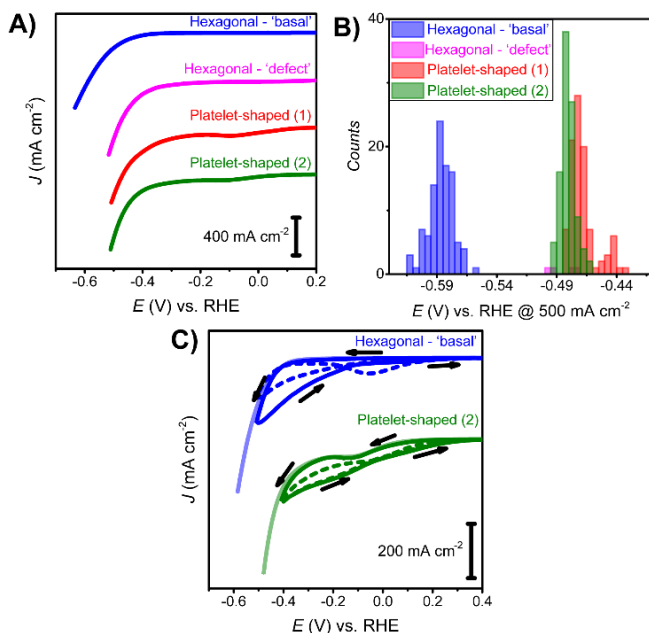 A)
Hexagonal - 'basal'
Hexagonal - 'defect'
Platelet-shaped (1)
Platelet-shaped (2)
400 mA cm-2
J (mA cm-2)
-0.6 -0.4 -0.2 0.0 0.2
E (V) vs. RHE
B)
Hexagonal - 'basal'
Hexagonal - 'defect'
Platelet-shaped (1)
Platelet-shaped (2)
Counts
40
20
0
-0.59 -0.54 -0.49 -0.44
E (V) vs. RHE @ 500 mA cm-2
C)
Hexagonal - 'basal'
Platelet-shaped (2)
200 mA cm-2
J (mA cm-2)
-0.6 -0.4 -0.2 0.0 0.2 0.4
E (V) vs. RHE